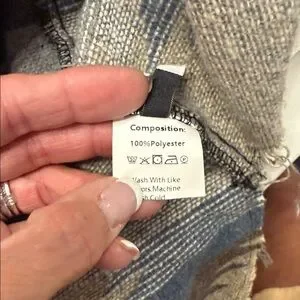 Composition:
100%Polyester
Wash With Like
Machine
Cold